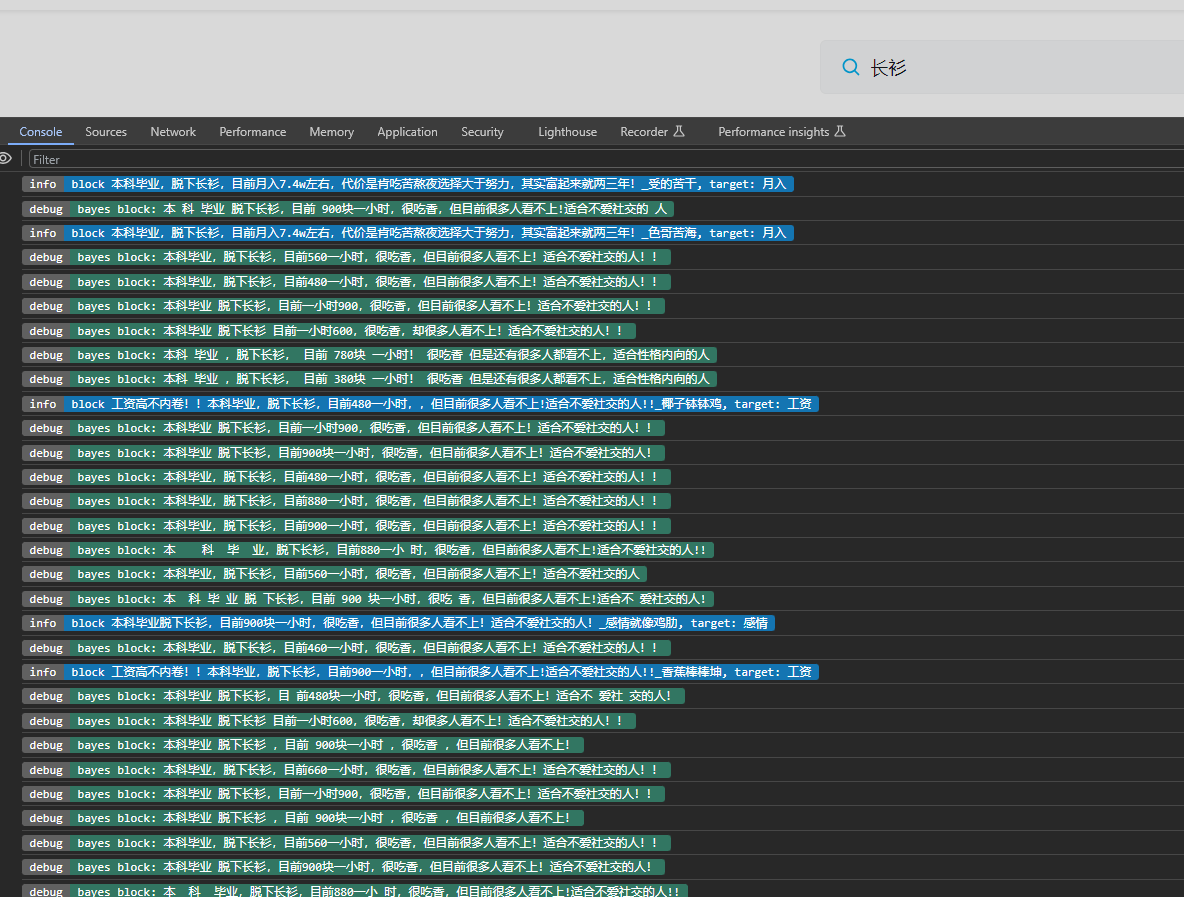 长衫
Console Sources Network Performance Memory Application Security Lighthouse Recorder Performance insights
Filter
info block 本科毕业，脱下长衫，目前月入7.4w左右，代价是肯吃苦熬夜选择大于努力，其实富起来就两三年！_受的苦干, target: 月入
debug bayes block: 本 科 毕业 脱下长衫，目前 900块一小时，很吃香，但目前很多人看不上!适合不爱社交的 人
info block 本科毕业，脱下长衫，目前月入7.4w左右，代价是肯吃苦熬夜选择大于努力，其实富起来就两三年！_色哥苦海, target: 月入
debug bayes block: 本科毕业，脱下长衫，目前560一小时，很吃香，但目前很多人看不上！适合不爱社交的人！！
debug bayes block: 本科毕业，脱下长衫，目前480一小时，很吃香，但目前很多人看不上！适合不爱社交的人！！
debug bayes block: 本科毕业 脱下长衫，目前一小时900，很吃香，但目前很多人看不上！适合不爱社交的人！！
debug bayes block: 本科毕业 脱下长衫 目前一小时600，很吃香，却很多人看不上！适合不爱社交的人！！
debug bayes block: 本科 毕业 ，脱下长衫， 目前 780块 一小时！ 很吃香 但是还有很多人都看不上，适合性格内向的人
debug bayes block: 本科 毕业 ，脱下长衫， 目前 380块 一小时！ 很吃香 但是还有很多人都看不上，适合性格内向的人
info block 工资高不内卷！！本科毕业，脱下长衫，目前480一小时，，但目前很多人看不上!适合不爱社交的人!!_椰子钵钵鸡, target: 工资
debug bayes block: 本科毕业 脱下长衫，目前一小时900，很吃香，但目前很多人看不上！适合不爱社交的人！！
debug bayes block: 本科毕业 脱下长衫，目前900块一小时，很吃香，但目前很多人看不上！适合不爱社交的人！
debug bayes block: 本科毕业，脱下长衫，目前480一小时，很吃香，但目前很多人看不上！适合不爱社交的人！！
debug bayes block: 本科毕业，脱下长衫，目前880一小时，很吃香，但目前很多人看不上！适合不爱社交的人！！
debug bayes block: 本科毕业，脱下长衫，目前900一小时，很吃香，但目前很多人看不上！适合不爱社交的人！！
debug bayes block: 本 科 毕 业，脱下长衫，目前880一小 时，很吃香，但目前很多人看不上!适合不爱社交的人!!
debug bayes block: 本科毕业，脱下长衫，目前560一小时，很吃香，但目前很多人看不上！适合不爱社交的人
debug bayes block: 本 科 毕 业 脱 下长衫，目前 900 块一小时，很吃 香，但目前很多人看不上!适合不 爱社交的人!
info block 本科毕业脱下长衫，目前900块一小时，很吃香，但目前很多人看不上！适合不爱社交的人！_感情就像鸡肋, target: 感情
debug bayes block: 本科毕业，脱下长衫，目前460一小时，很吃香，但目前很多人看不上！适合不爱社交的人！！
info block 工资高不内卷！！本科毕业，脱下长衫，目前900一小时，，但目前很多人看不上!适合不爱社交的人!!_香蕉棒棒坤, target: 工资
debug bayes block: 本科毕业 脱下长衫，目 前480块一小时，很吃香，但目前很多人看不上！适合不 爱社 交的人！
debug bayes block: 本科毕业 脱下长衫 目前一小时600，很吃香，却很多人看不上！适合不爱社交的人！！
debug bayes block: 本科毕业 脱下长衫 ，目前 900块一小时 ，很吃香 ，但目前很多人看不上！
debug bayes block: 本科毕业，脱下长衫，目前660一小时，很吃香，但目前很多人看不上！适合不爱社交的人！！
debug bayes block: 本科毕业 脱下长衫，目前一小时900，很吃香，但目前很多人看不上！适合不爱社交的人！！
debug bayes block: 本科毕业 脱下长衫 ，目前 900块一小时 ，很吃香 ，但目前很多人看不上！
debug bayes block: 本科毕业，脱下长衫，目前560一小时，很吃香，但目前很多人看不上！适合不爱社交的人！！
debug bayes block: 本科毕业 脱下长衫，目前900块一小时，很吃香，但目前很多人看不上！适合不爱社交的人！
debug bayes block: 本 科 毕业，脱下长衫，目前880一小 时，很吃香，但目前很多人看不上!适合不爱社交的人!!